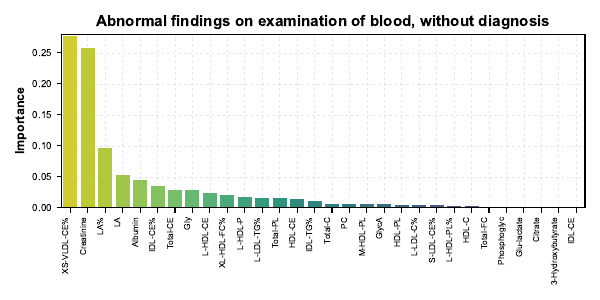 Abnormal findings on examination of blood, without diagnosis
Importance
0.25
0.20
0.15
0.10
0.05
0.00
XS-VLDL-CE%
Creatinine
LA%
LA
Albumin
IDL-CE%
Total-CE
Gly
L-HDL-CE
XL-HDL-FC%
L-HDL-P
L-LDL-TG%
Total-PL
HDL-CE
IDL-TG%
Total-C
PC
M-HDL-PL
GlycA
HDL-PL
L-LDL-C%
S-LDL-CE%
L-HDL-PL%
HDL-C
Total-FC
Phosphoglyc
Glu-lactate
Citrate
3-Hydroxybutyrate
IDL-CE